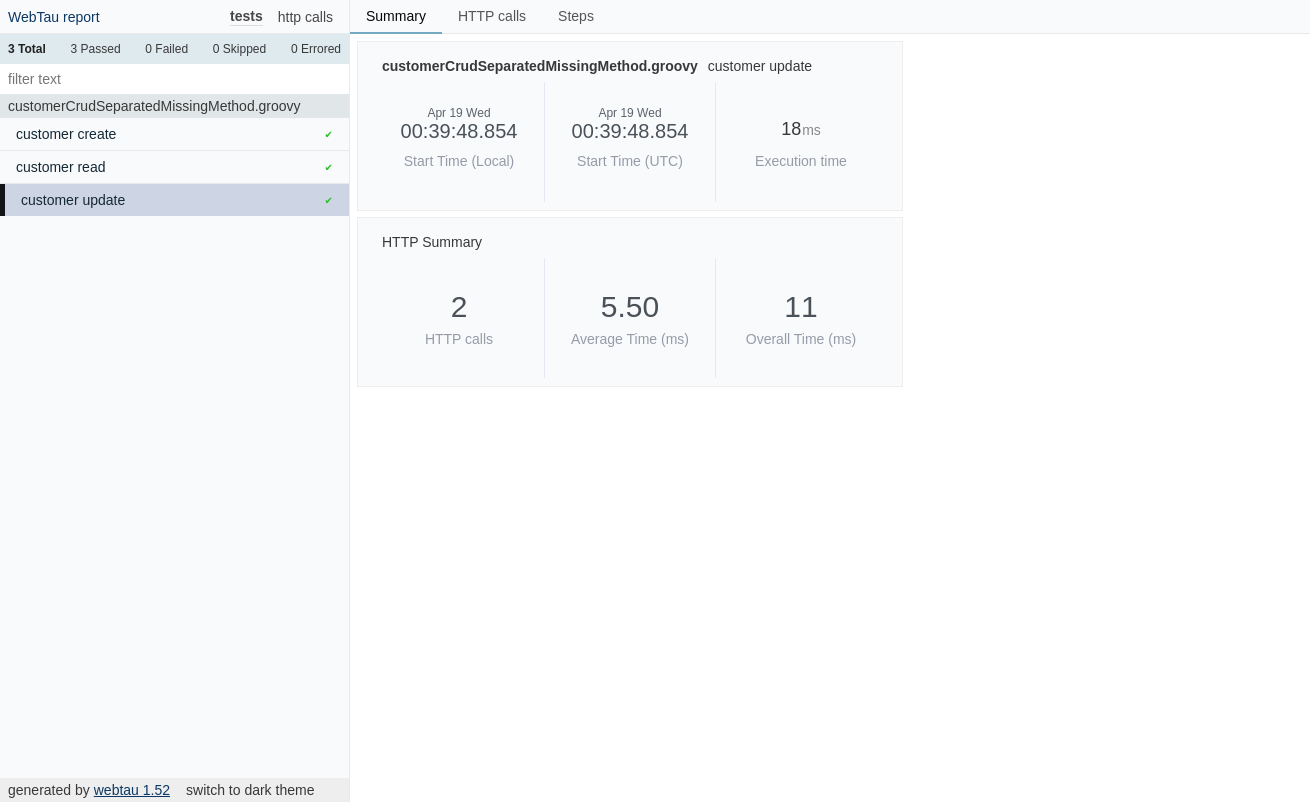 WebTau report tests http calls
3 Total 3 Passed 0 Failed 0 Skipped 0 Errored
filter text
customerCrudSeparatedMissingMethod.groovy
customer create ✔
customer read ✔
customer update ✔
generated by webtau 1.52 switch to dark theme
Summary HTTP calls Steps
customerCrudSeparatedMissingMethod.groovy customer update
Apr 19 Wed
00:39:48.854
Start Time (Local)
Apr 19 Wed
00:39:48.854
Start Time (UTC)
18ms
Execution time
HTTP Summary
2
HTTP calls
5.50
Average Time (ms)
11
Overall Time (ms)